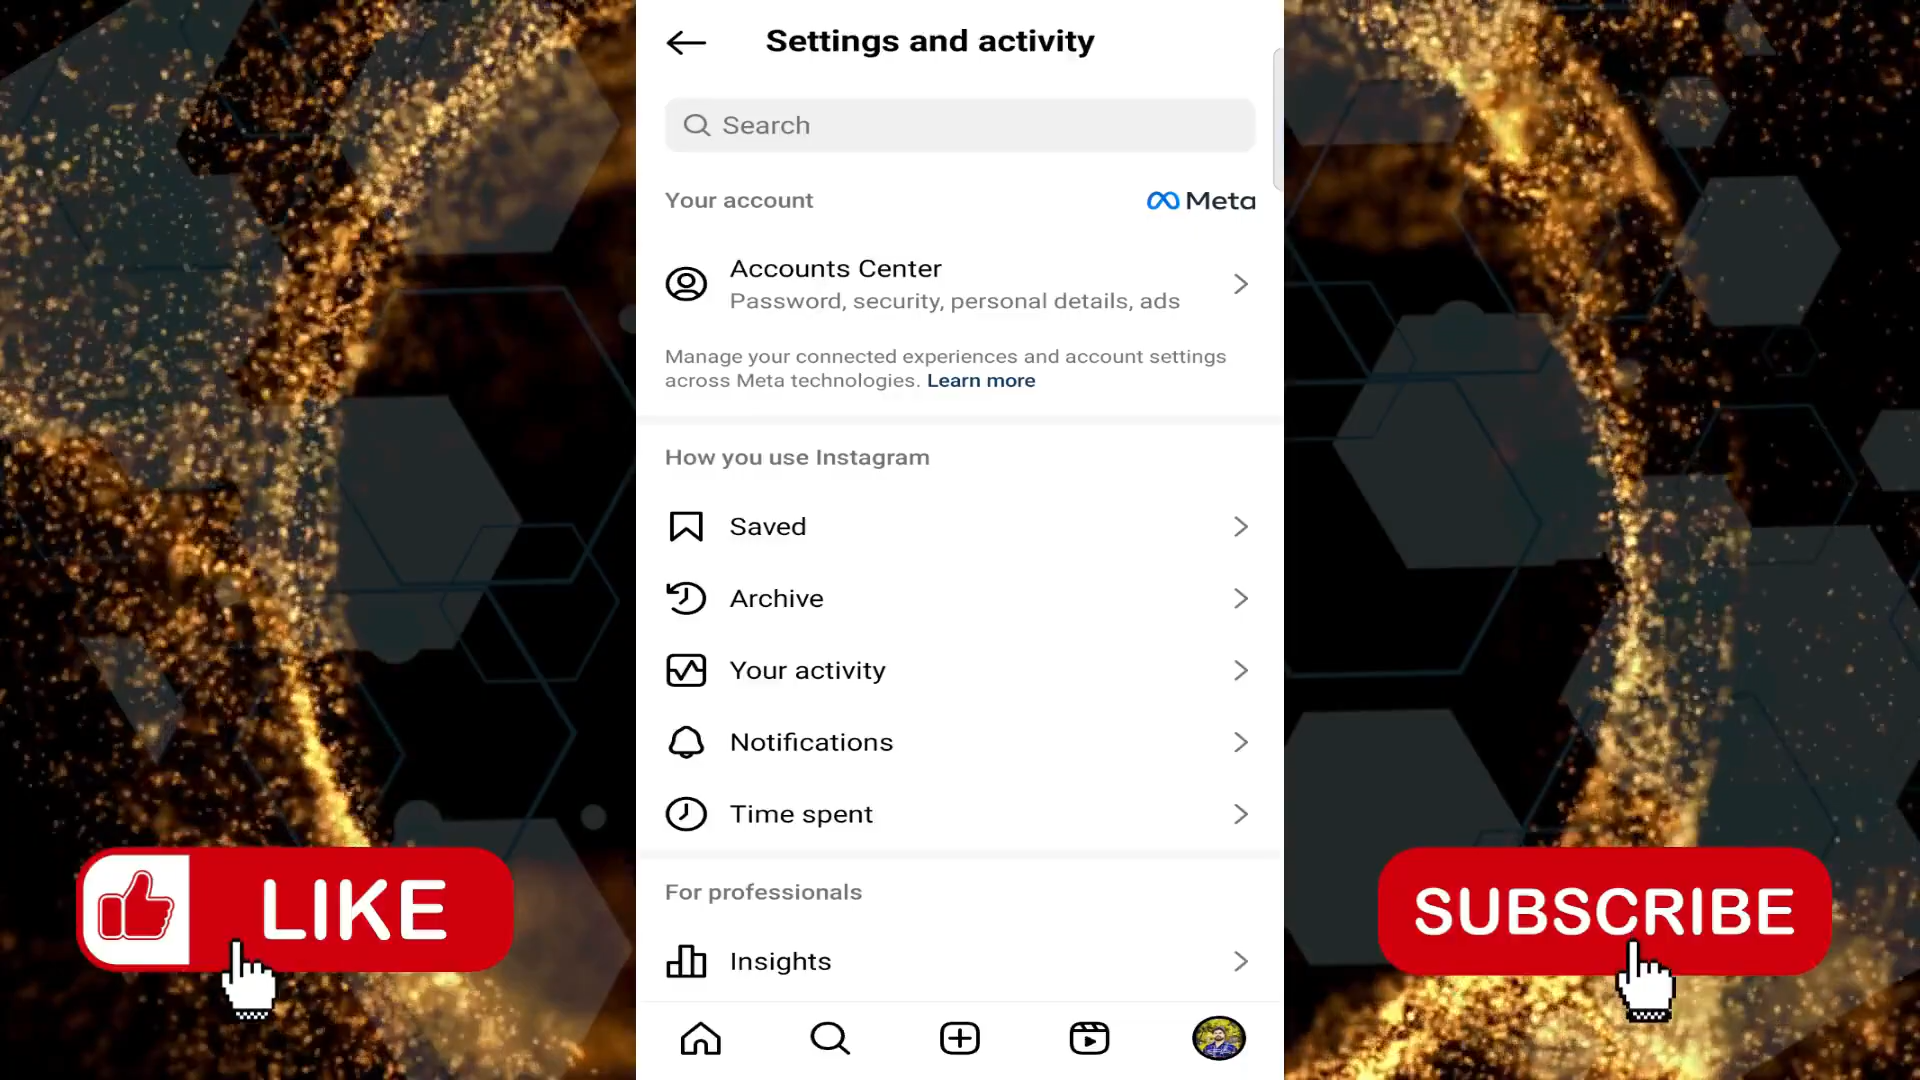 Settings and activity
Search
Your account
Meta
Accounts Center
Password, security, personal details, ads
Manage your connected experiences and account settings
across Meta technologies. Learn more
How you use Instagram
Saved
Archive
Your activity
Notifications
Time spent
For professionals
LIKE
SUBSCRIBE
Insights